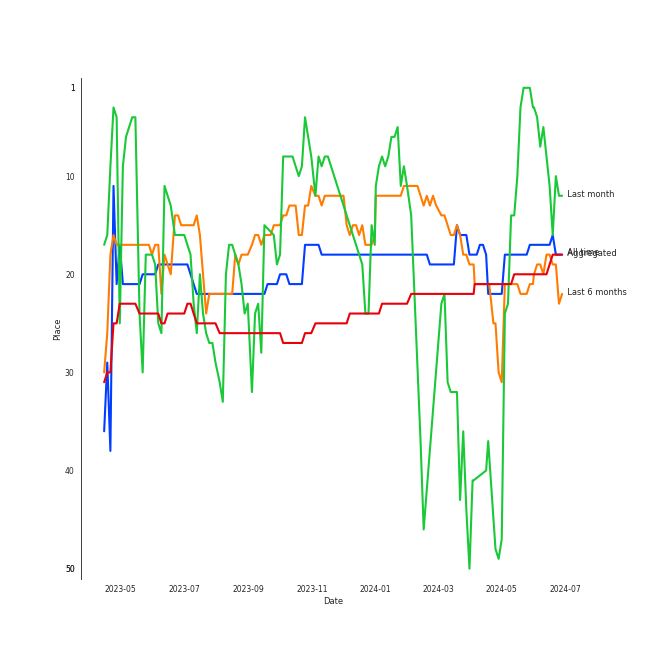 1
10
20
30
40
50
Place
2023-05
2023-07
2023-09
2023-11
2024-01
2024-03
2024-05
2024-07
Date
Last month
All time
Aggregated
Last 6 months